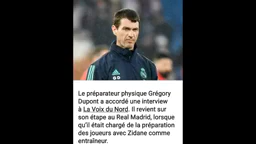 Le préparateur physique Grégory
Dupont a accordé une interview
à La Voix du Nord. Il revient sur
son étape au Real Madrid, lorsque
qu'il était chargé de la préparation
des joueurs avec Zidane comme
entraîneur.